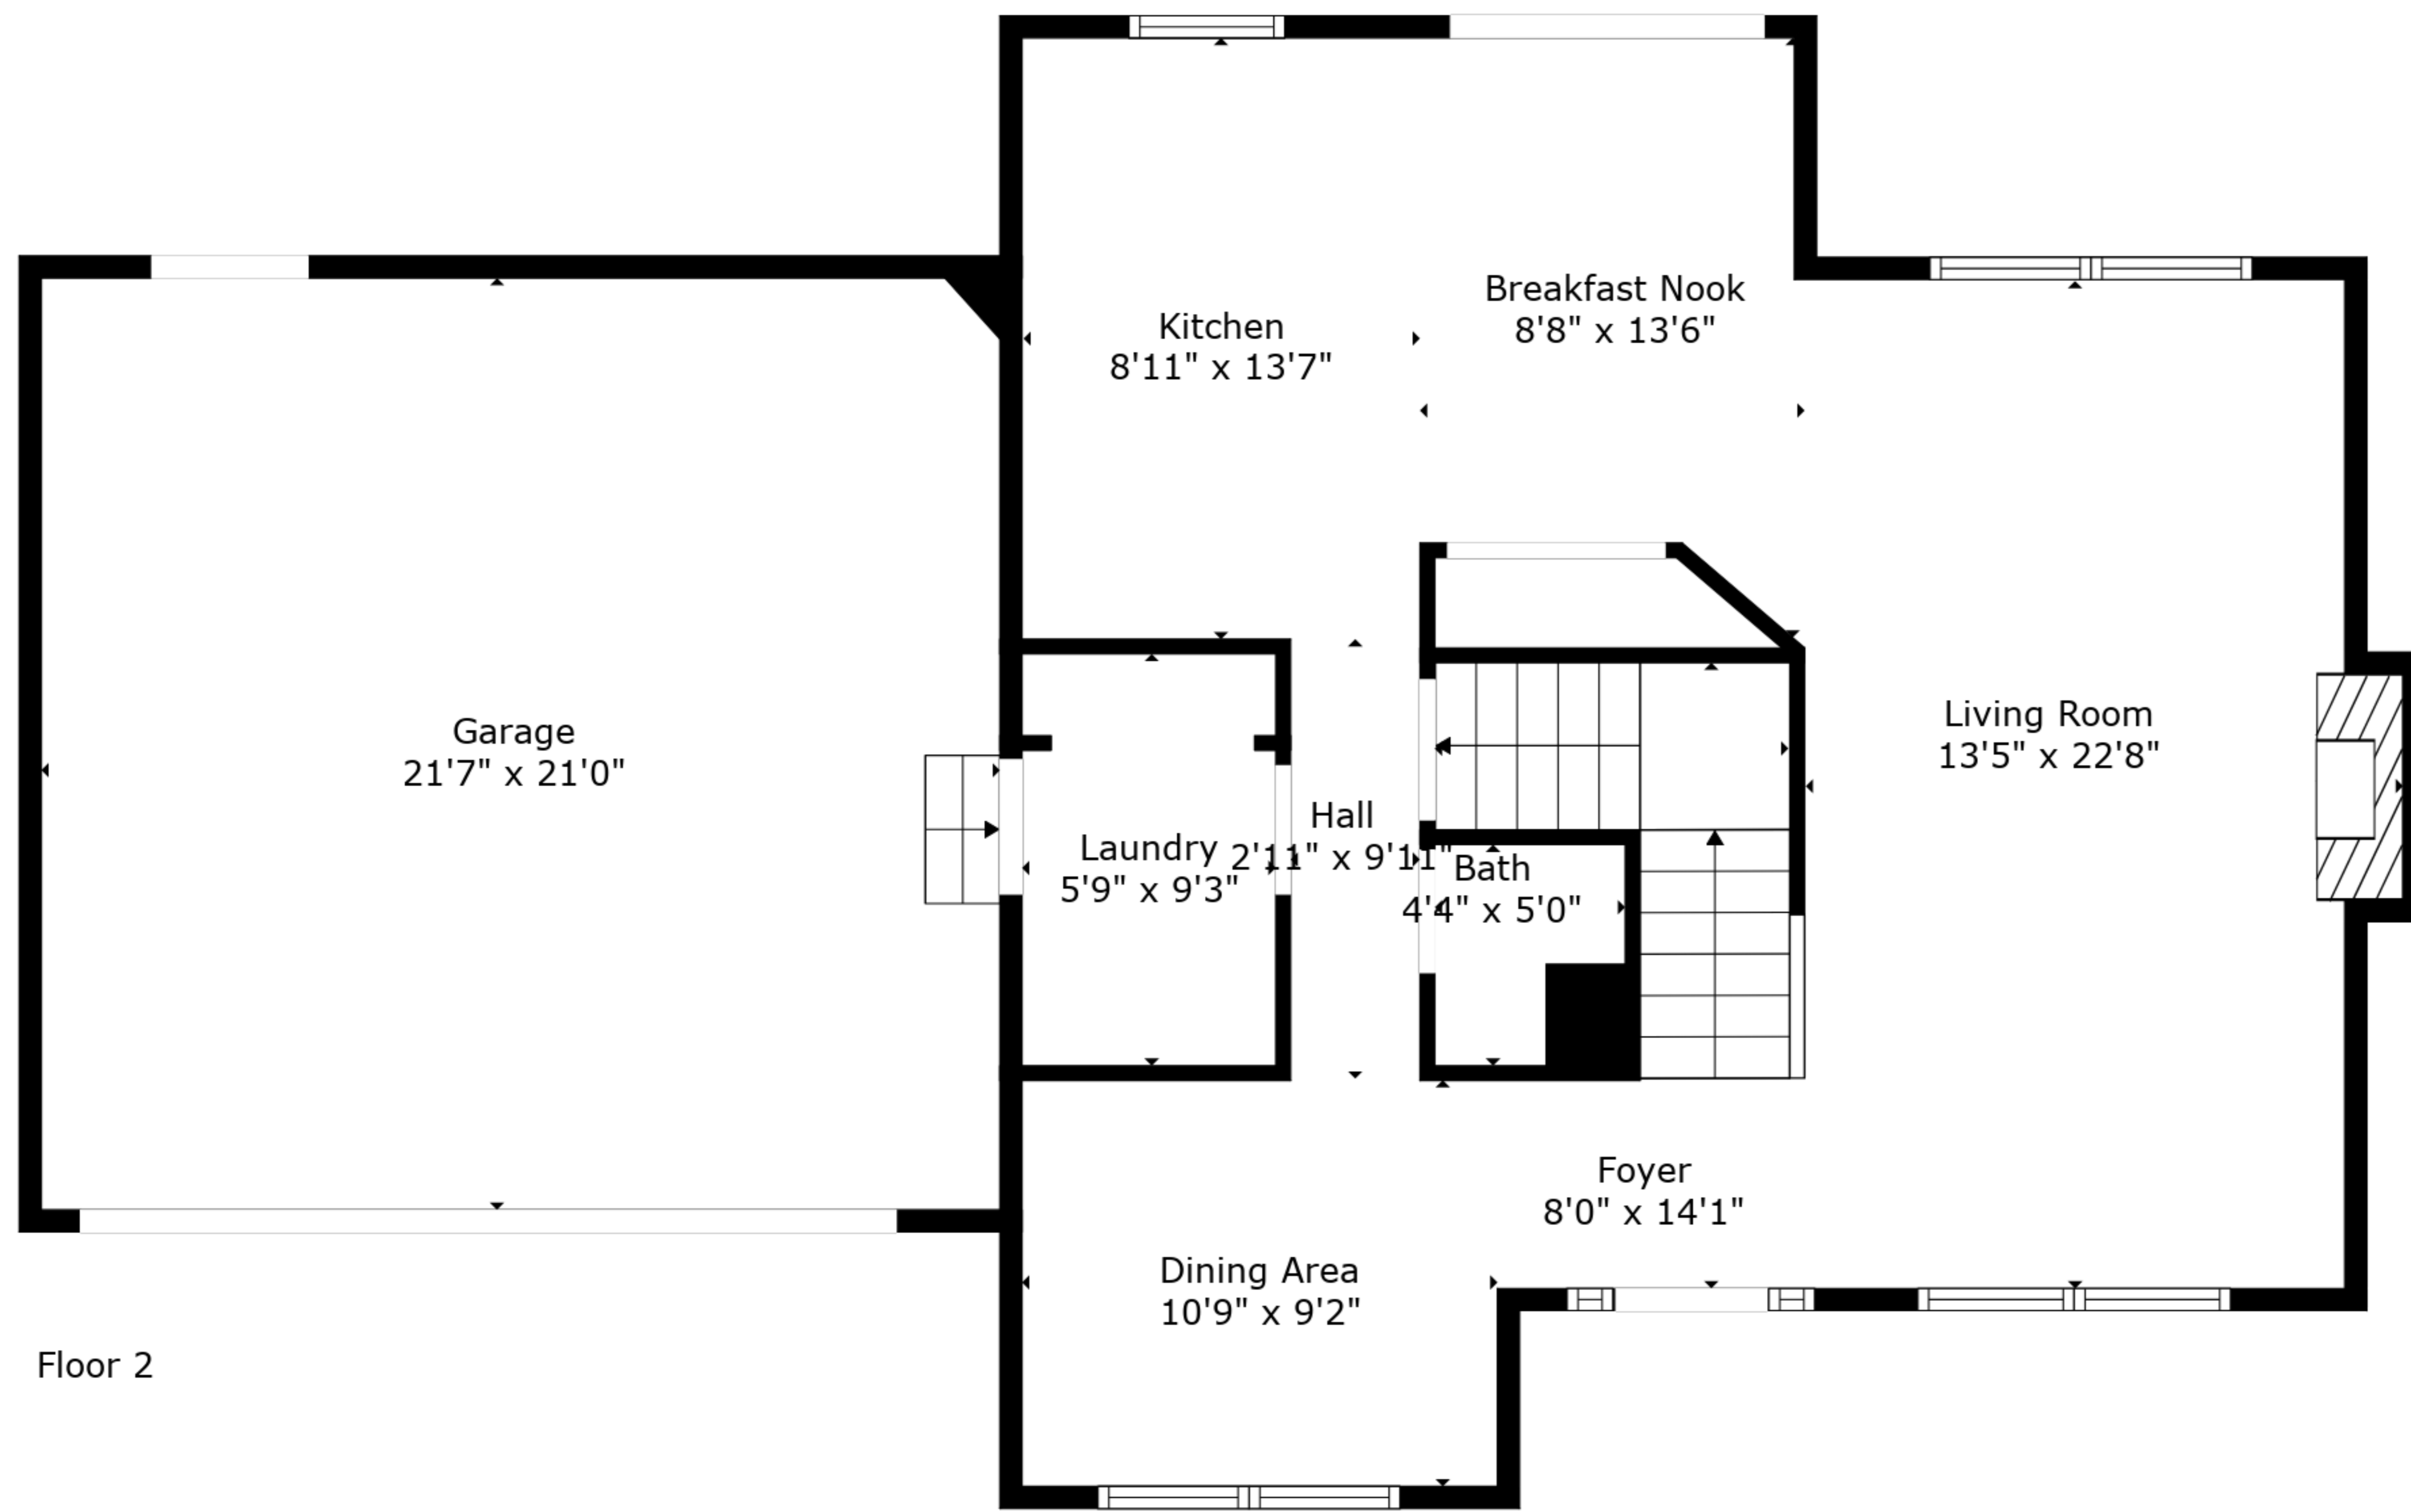 Breakfast Nook
8'8" x 13'6"
Kitchen
8'11" x 13'7"
Living Room
13'5" x 22'8"
Garage
21'7" x 21'0"
Hall
2'11" x 9'11"
Laundry
5'9" x 9'3"
Bath
4'4" x 5'0"
Foyer
8'0" x 14'1"
Dining Area
10'9" x 9'2"
Floor 2